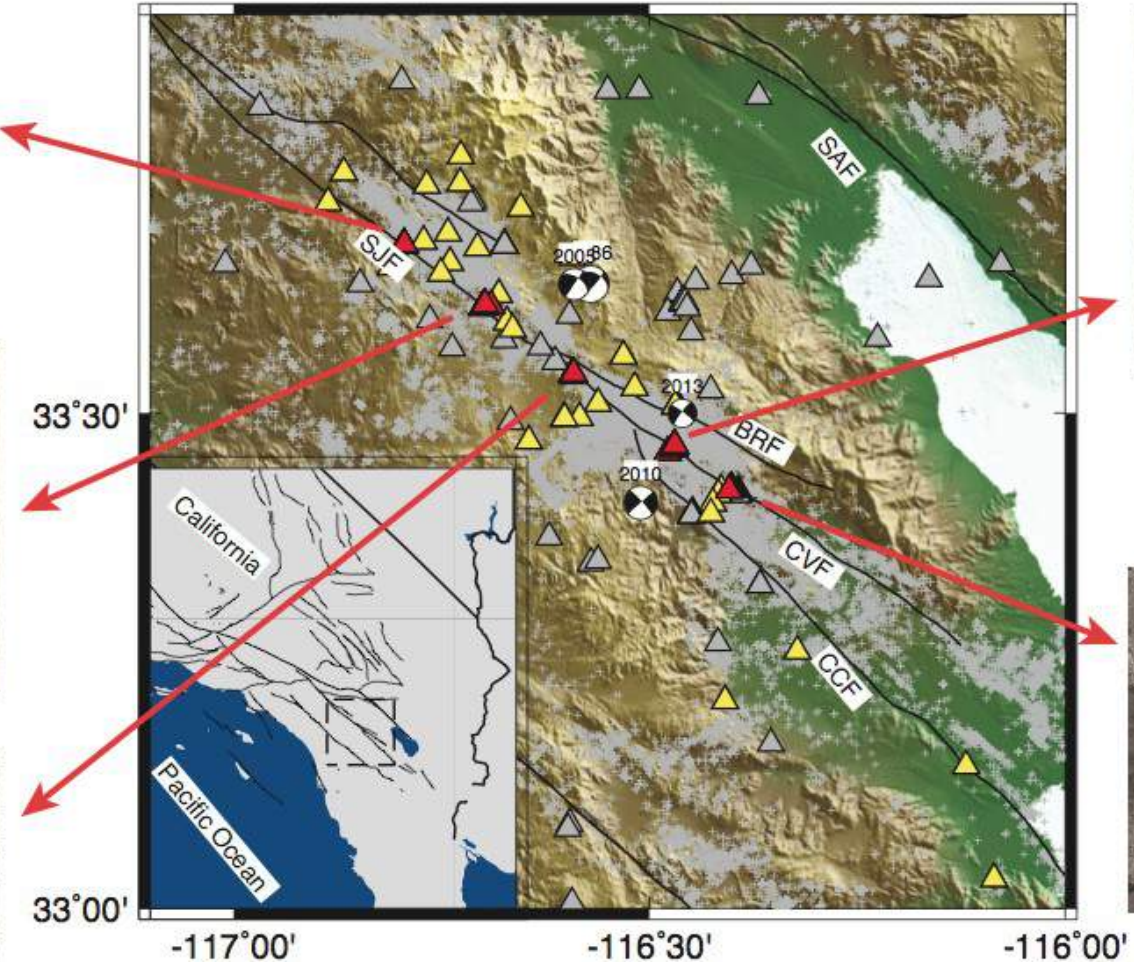 SAF
SJF
2005
86
2013
33°30'
BRF
2010
California
CVF
CCF
Pacific Ocean
33°00'
-117°00'
-116°30'
-116°00'